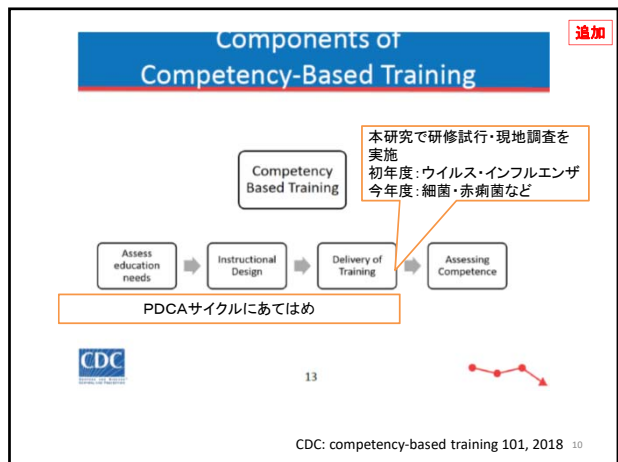 追加
Components of
Competency-Based Training
本研究で研修試行・現地調査を
実施
初年度：ウイルス・インフルエンザ
今年度：細菌・赤痢菌など
Competency
Based Training
Assess
education
needs
Instructional
Design
Delivery of
Training
Assessing
Competence
PDCAサイクルにあてはめ
CDC
13
CDC: competency-based training 101, 2018
10